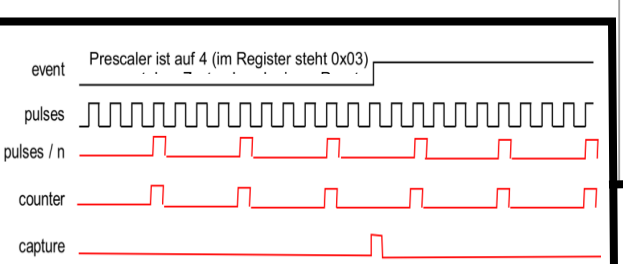 Prescaler ist auf 4 (im Register steht 0x03)
event
pulses
pulses / n
counter
capture